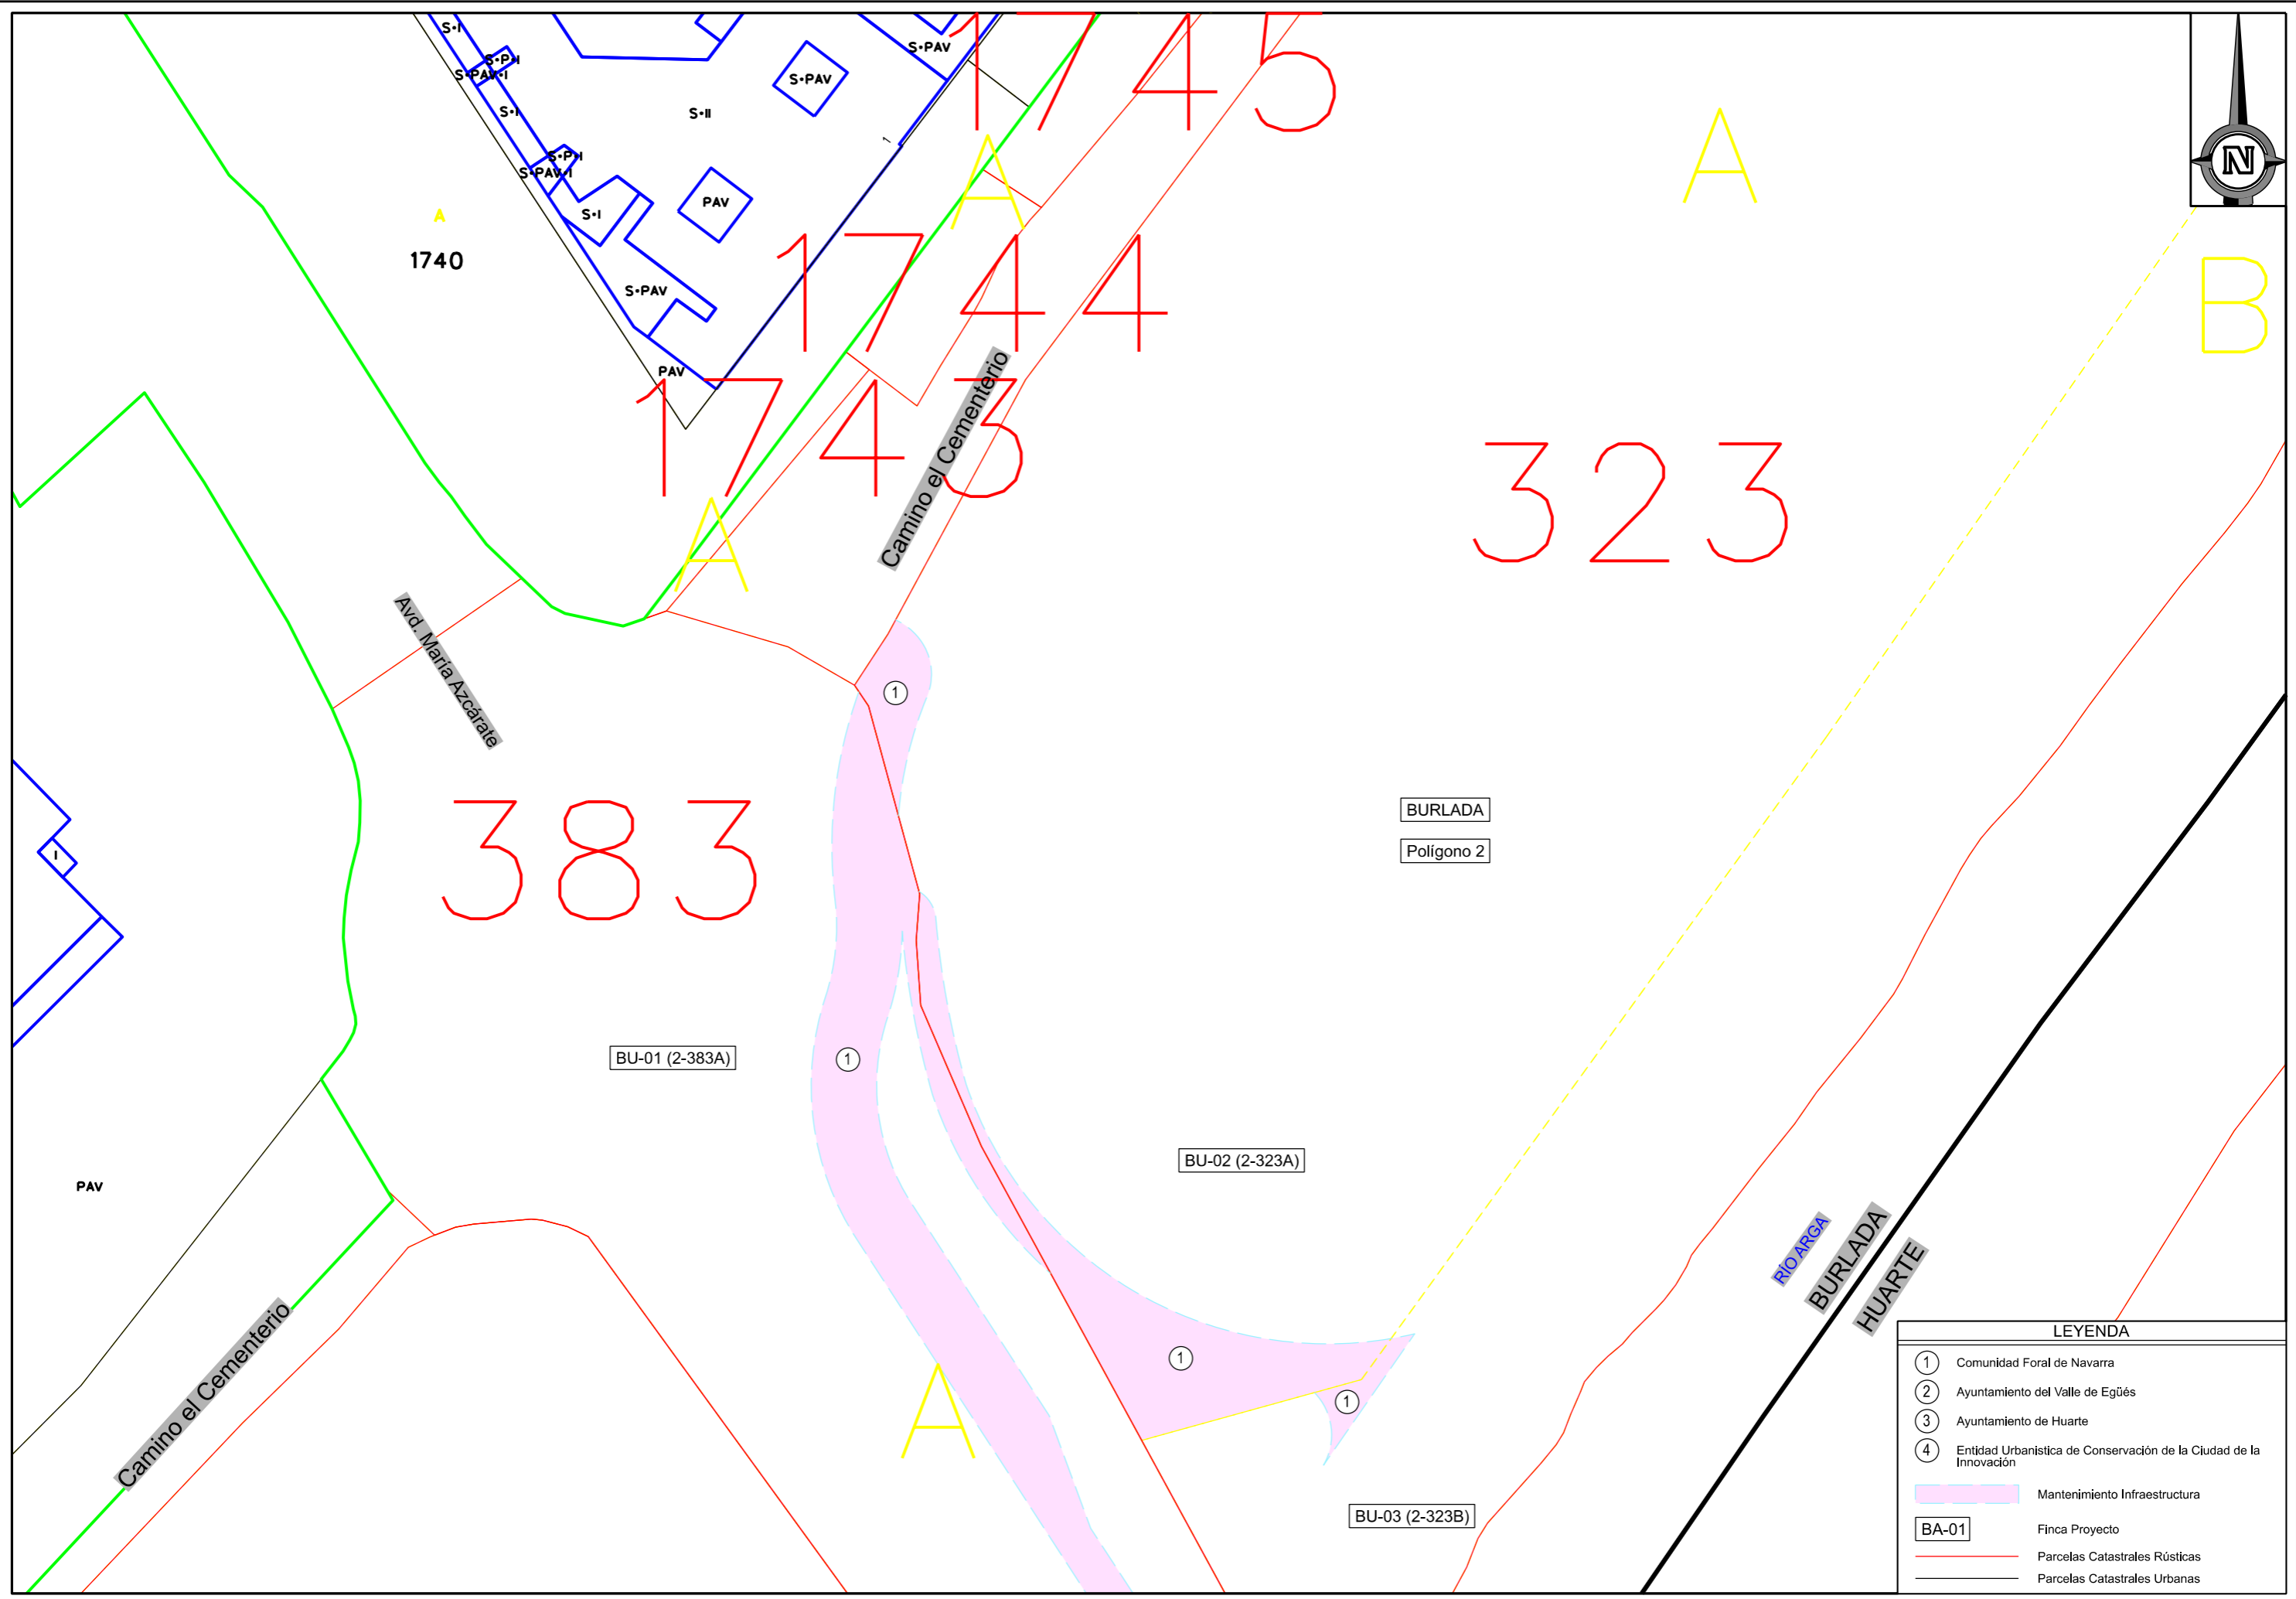 S•I
S•P•I
S•PAV•I
S•I
S•P•I
S•PAV•I
S•I
S•II
S•PAV
S•PAV
PAV
S•PAV
PAV
1
1745
A
A
N
A
1740
1744
B
1743
A
Camino el Cementerio
323
Avd. María Azcárate
1
383
BURLADA
Polígono 2
I
BU-01 (2-383A)
1
BU-02 (2-323A)
PAV
RÍO ARGA
BURLADA
HUARTE
Camino el Cementerio
A
1
1
BU-03 (2-323B)
LEYENDA
1 Comunidad Foral de Navarra
2 Ayuntamiento del Valle de Egüés
3 Ayuntamiento de Huarte
4 Entidad Urbanistica de Conservación de la Ciudad de la
Innovación
Mantenimiento Infraestructura
BA-01 Finca Proyecto
Parcelas Catastrales Rústicas
Parcelas Catastrales Urbanas